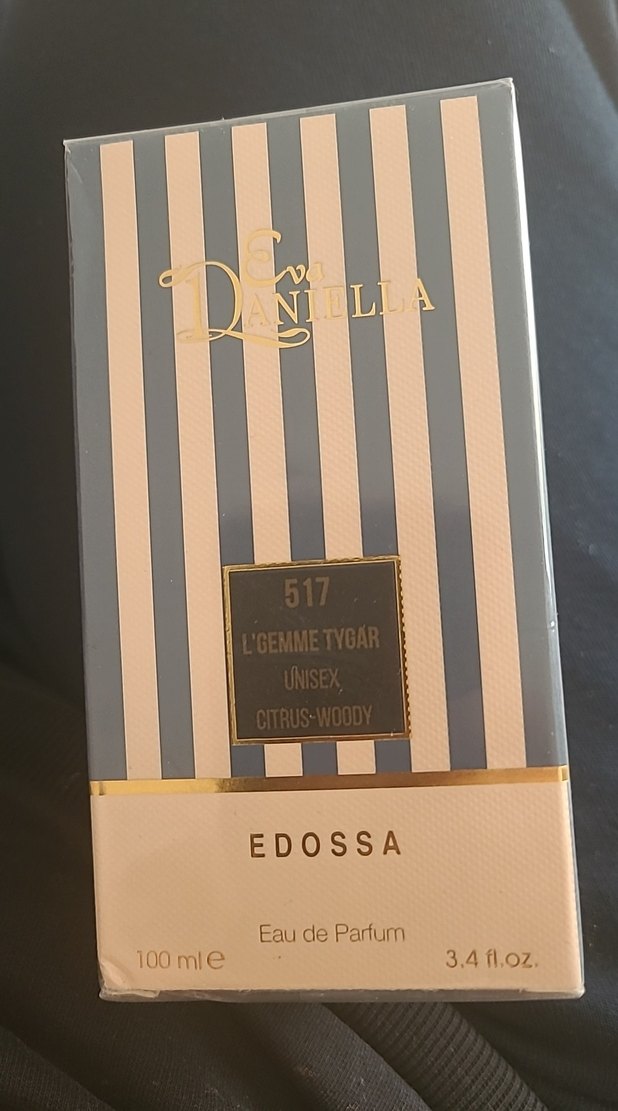 Eva
DANIELLA
517
L'GEMME TYGAR
UNISEX
CITRUS-WOODY
EDOSSA
Eau de Parfum
100 ml e 3.4 fl.oz.